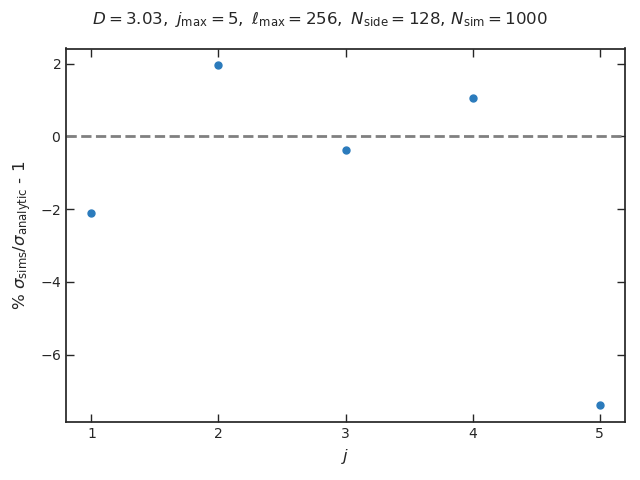 D = 3.03, j_max = 5, ℓ_max = 256, N_side = 128, N_sim = 1000
2
0
−2
−4
−6
% σ_sims/σ_analytic - 1
1 2 3 4 5
j